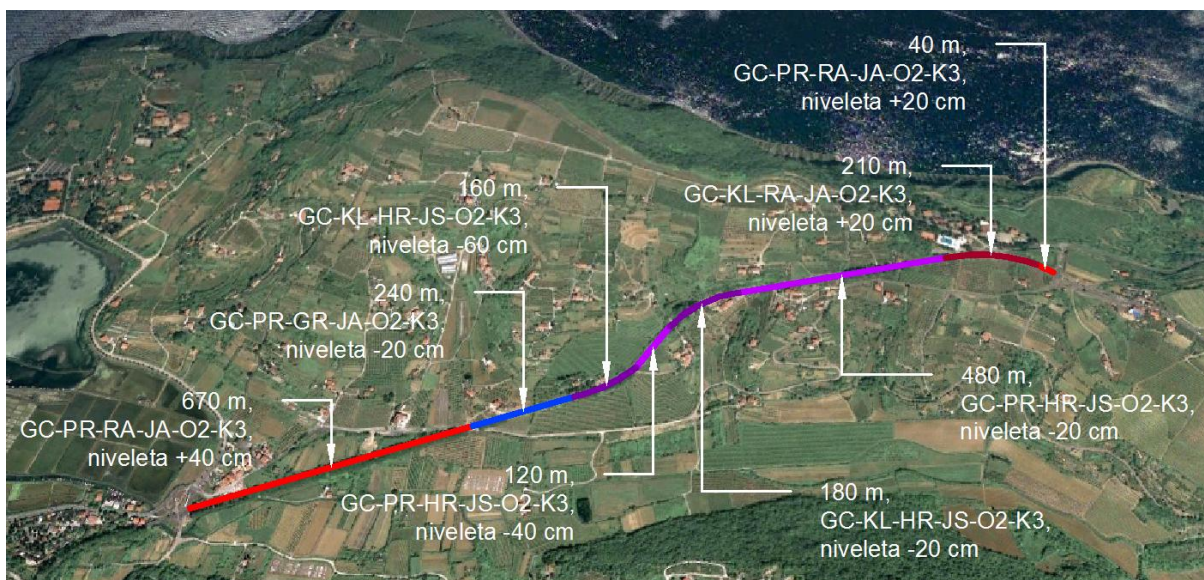 40 m,
GC-PR-RA-JA-O2-K3,
niveleta +20 cm
210 m,
GC-KL-RA-JA-O2-K3,
niveleta +20 cm
160 m,
GC-KL-HR-JS-O2-K3,
niveleta -60 cm
240 m,
GC-PR-GR-JA-O2-K3,
niveleta -20 cm
670 m,
GC-PR-RA-JA-O2-K3,
niveleta +40 cm
120 m,
GC-PR-HR-JS-O2-K3,
niveleta -40 cm
180 m,
GC-KL-HR-JS-O2-K3,
niveleta -20 cm
480 m,
GC-PR-HR-JS-O2-K3,
niveleta -20 cm